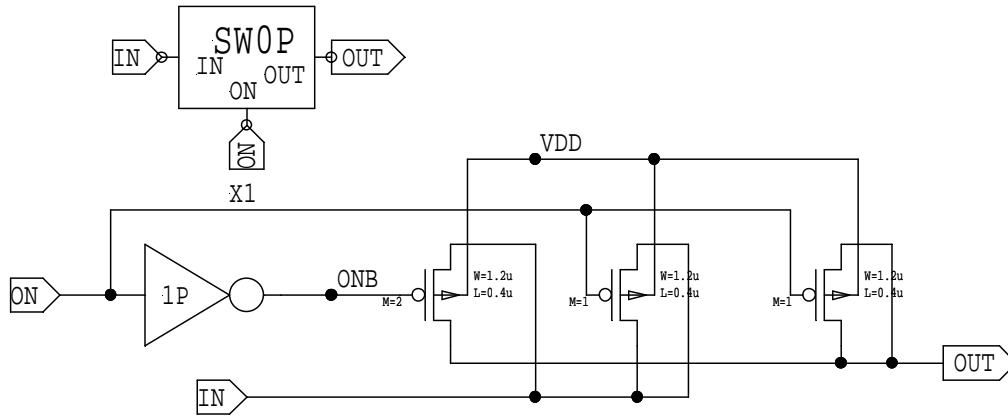 SW0P
IN
IN
OUT
OUT
ON
ON
X1
VDD
ON
1P
ONB
M=2
W=1.2u
L=0.4u
M=1
W=1.2u
L=0.4u
M=1
W=1.2u
L=0.4u
OUT
IN